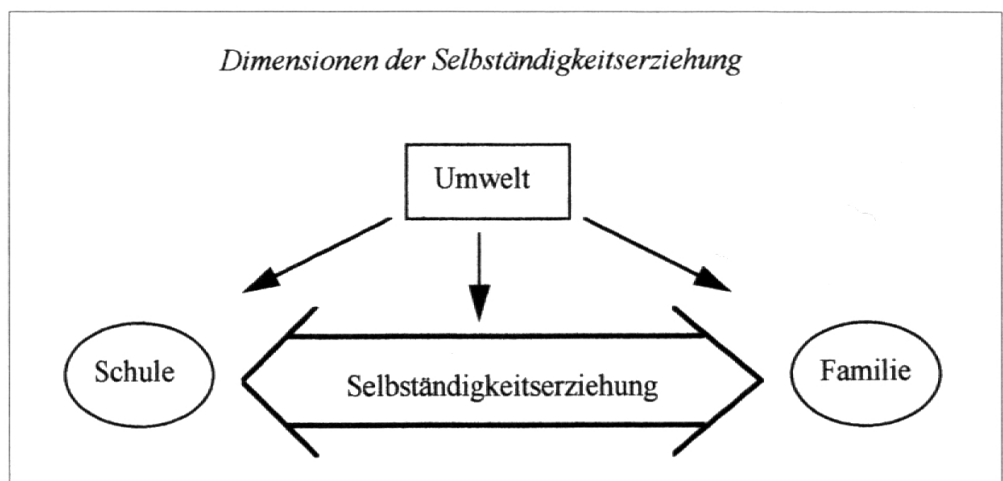 Dimensionen der Selbständigkeitserziehung
Umwelt
Schule
Selbständigkeitserziehung
Familie